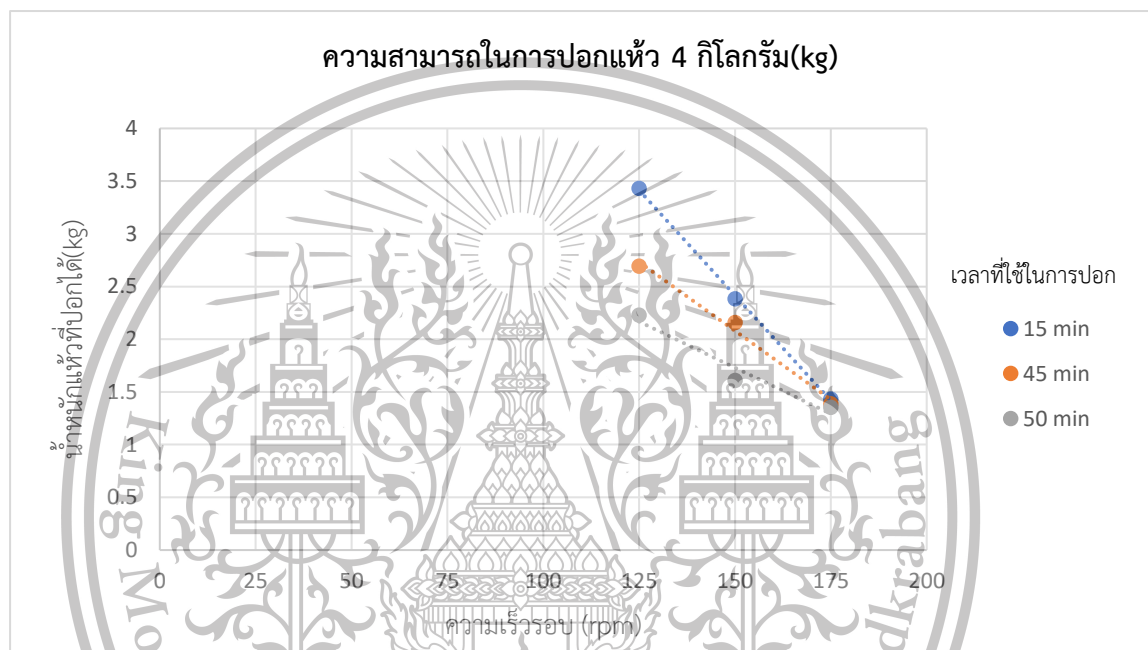 ความสามารถในการปอกแห้ว 4 กิโลกรัม(kg)
น้ำหนักแห้วที่ปอกได้(kg)
4
3.5
3
2.5
2
1.5
1
0.5
0
0 25 50 75 100 125 150 175 200
ความเร็วรอบ (rpm)
เวลาที่ใช้ในการปอก
15 min
45 min
50 min
King Mo
dkrabang